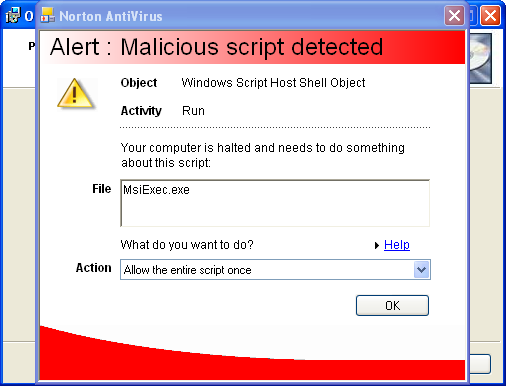 O
Norton AntiVirus
P
Alert : Malicious script detected
Object Windows Script Host Shell Object
Activity Run
Your computer is halted and needs to do something
about this script:
File MsiExec.exe
What do you want to do? Help
Action Allow the entire script once
OK